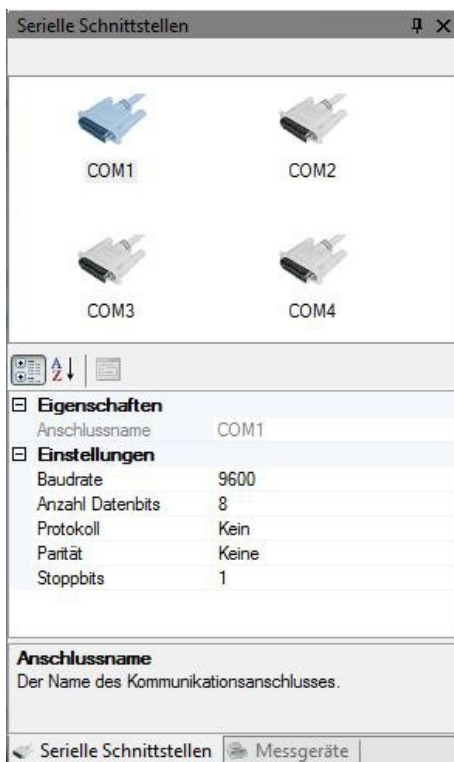 Serielle Schnittstellen
COM1 COM2
COM3 COM4
Eigenschaften
Anschlussname COM1
Einstellungen
Baudrate 9600
Anzahl Datenbits 8
Protokoll Kein
Parität Keine
Stoppbits 1
Anschlussname
Der Name des Kommunikationsanschlusses.
Serielle Schnittstellen Messgeräte